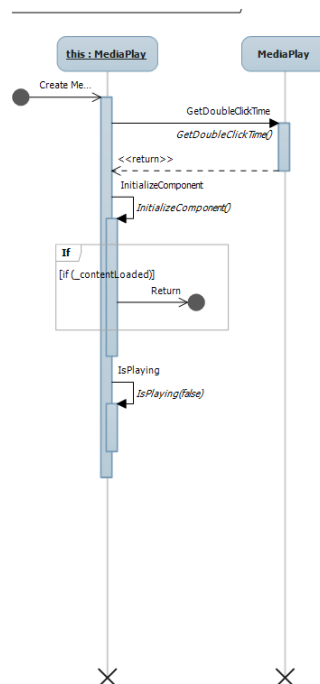 this : MediaPlay
MediaPlay
Create Me...
GetDoubleClickTime
GetDoubleClickTime()
<<return>>
InitializeComponent
InitializeComponent()
If
[if (_contentLoaded)]
Return
IsPlaying
IsPlaying(false)